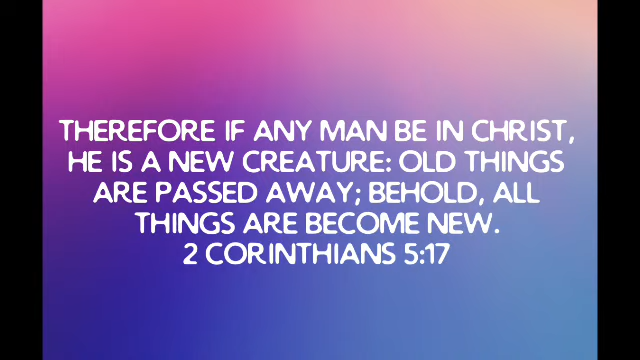 THEREFORE IF ANY MAN BE IN CHRIST,
HE IS A NEW CREATURE: OLD THINGS
ARE PASSED AWAY; BEHOLD, ALL
THINGS ARE BECOME NEW.
2 CORINTHIANS 5:17